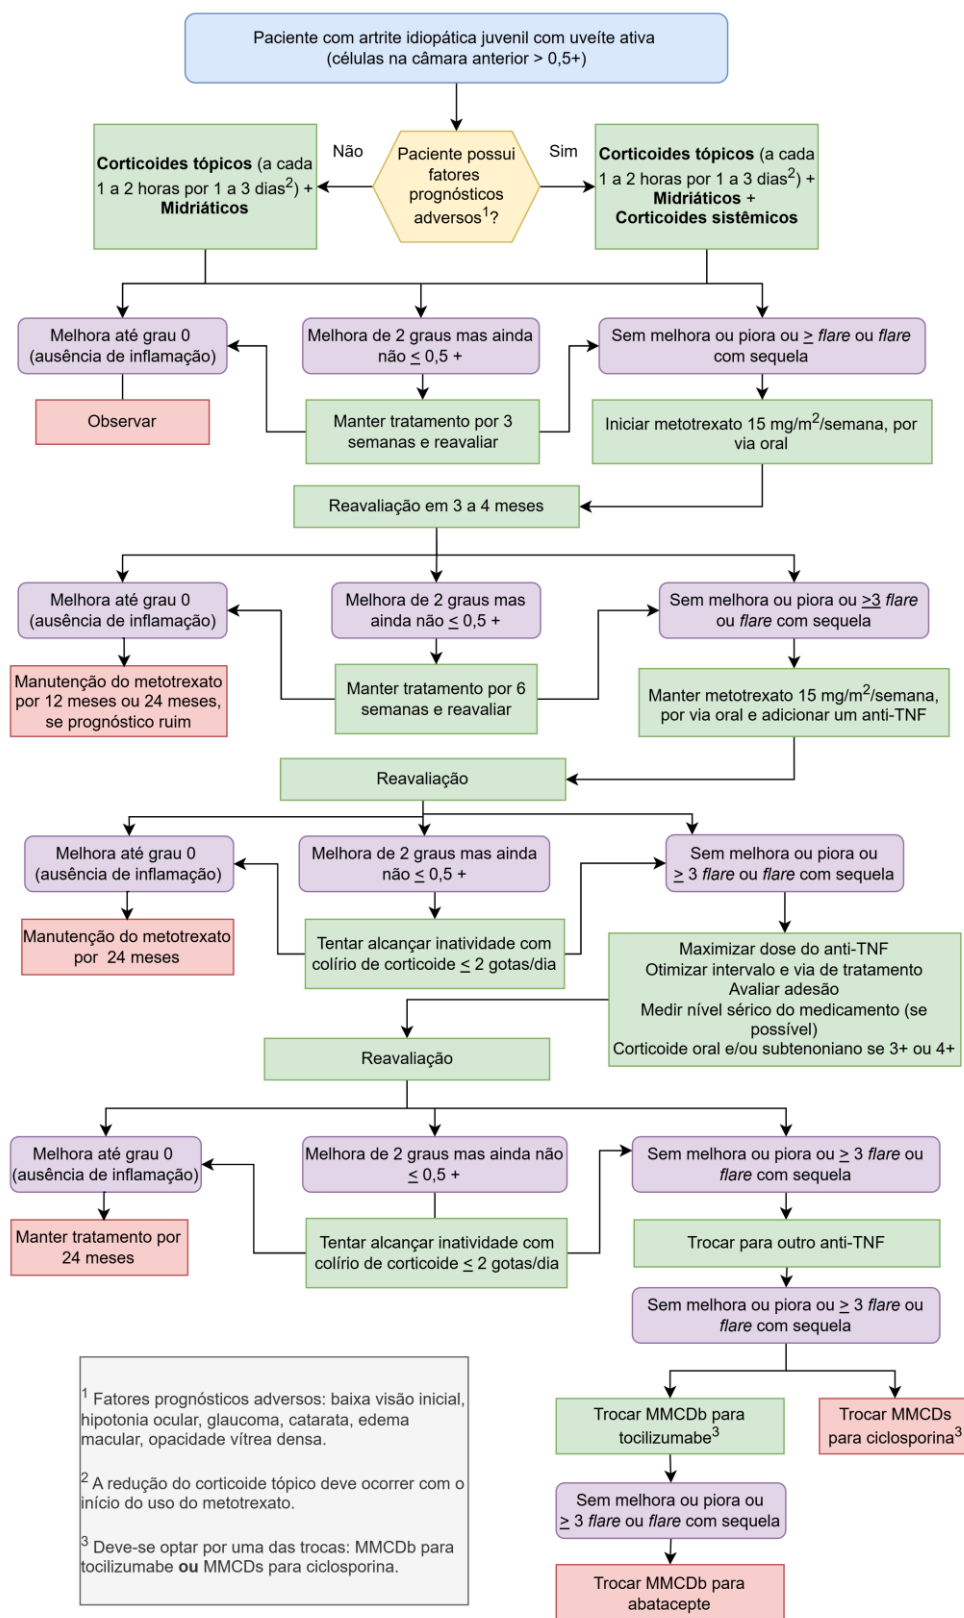 Paciente com artrite idiopática juvenil com uveíte ativa
(células na câmara anterior > 0,5+)
Não
Sim
Corticoides tópicos (a cada
1 a 2 horas por 1 a 3 dias²) +
Midriáticos
Paciente possui
fatores
prognósticos
adversos¹?
Corticoides tópicos (a cada
1 a 2 horas por 1 a 3 dias²) +
Midriáticos +
Corticoides sistêmicos
Melhora até grau 0
(ausência de inflamação)
Melhora de 2 graus mas ainda
não ≤ 0,5 +
Sem melhora ou piora ou ≥ flare ou flare
com sequela
Observar
Manter tratamento por 3
semanas e reavaliar
Iniciar metotrexato 15 mg/m²/semana, por
via oral
Reavaliação em 3 a 4 meses
Melhora até grau 0
(ausência de inflamação)
Melhora de 2 graus mas
ainda não ≤ 0,5 +
Sem melhora ou piora ou ≥3 flare
ou flare com sequela
Manutenção do metotrexato
por 12 meses ou 24 meses,
se prognóstico ruim
Manter tratamento por 6
semanas e reavaliar
Manter metotrexato 15 mg/m²/semana,
por via oral e adicionar um anti-TNF
Reavaliação
Melhora até grau 0
(ausência de inflamação)
Melhora de 2 graus mas ainda
não ≤ 0,5 +
Sem melhora ou piora ou
≥ 3 flare ou flare com sequela
Manutenção do metotrexato
por 24 meses
Tentar alcançar inatividade com
colírio de corticoide ≤ 2 gotas/dia
Maximizar dose do anti-TNF
Otimizar intervalo e via de tratamento
Avaliar adesão
Medir nível sérico do medicamento (se
possível)
Corticoide oral e/ou subtenoniano se 3+ ou 4+
Reavaliação
Melhora até grau 0
(ausência de inflamação)
Melhora de 2 graus mas ainda não
≤ 0,5 +
Sem melhora ou piora ou ≥ 3 flare ou
flare com sequela
Manter tratamento por
24 meses
Tentar alcançar inatividade com
colírio de corticoide ≤ 2 gotas/dia
Trocar para outro anti-TNF
Sem melhora ou piora ou ≥ 3 flare ou
flare com sequela
Trocar MMCDb para
tocilizumabe³
Trocar MMCDs
para ciclosporina³
Sem melhora ou piora ou
≥ 3 flare ou flare com sequela
Trocar MMCDb para
abatacepte
¹ Fatores prognósticos adversos: baixa visão inicial,
hipotonia ocular, glaucoma, catarata, edema
macular, opacidade vítrea densa.
² A redução do corticoide tópico deve ocorrer com o
início do uso do metotrexato.
³ Deve-se optar por uma das trocas: MMCDb para
tocilizumabe ou MMCDs para ciclosporina.